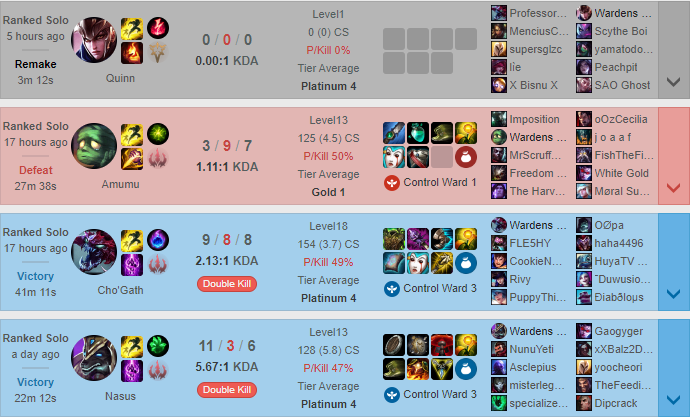 Ranked Solo
5 hours ago
Remake
3m 12s
Quinn
0 / 0 / 0
0.00:1 KDA
Level1
0 (0) CS
P/Kill 0%
Tier Average
Platinum 4
Professor...
MenciusC...
supersglzc
lîe
X Bisnu X
Wardens ...
Scythe Boi
yamatodo...
Peachpit
SAO Ghost
Ranked Solo
17 hours ago
Defeat
27m 38s
Amumu
3 / 9 / 7
1.11:1 KDA
Level13
125 (4.5) CS
P/Kill 50%
Tier Average
Gold 1
Control Ward 1
Imposition
Wardens ...
MrScruff...
Freedom ...
The Harv...
oOzCecilia
j o a a f
FishTheFi...
White Gold
Møral Su...
Ranked Solo
17 hours ago
Victory
41m 11s
Cho'Gath
9 / 8 / 8
2.13:1 KDA
Double Kill
Level18
154 (3.7) CS
P/Kill 49%
Tier Average
Platinum 4
Control Ward 3
Wardens ...
FLE5HY
CookieN...
Rivy
PuppyThi...
OØpa
haha4496
HuyaTV ...
˜Duwusio...
Điabåløµs
Ranked Solo
a day ago
Victory
22m 12s
Nasus
11 / 3 / 6
5.67:1 KDA
Double Kill
Level13
128 (5.8) CS
P/Kill 47%
Tier Average
Platinum 4
Control Ward 3
Wardens ...
NunuYeti
Asclepius
misterleg...
specialize...
Gaogyger
xXBalz2D...
yoocheori
TheFeedi...
Dipcrack